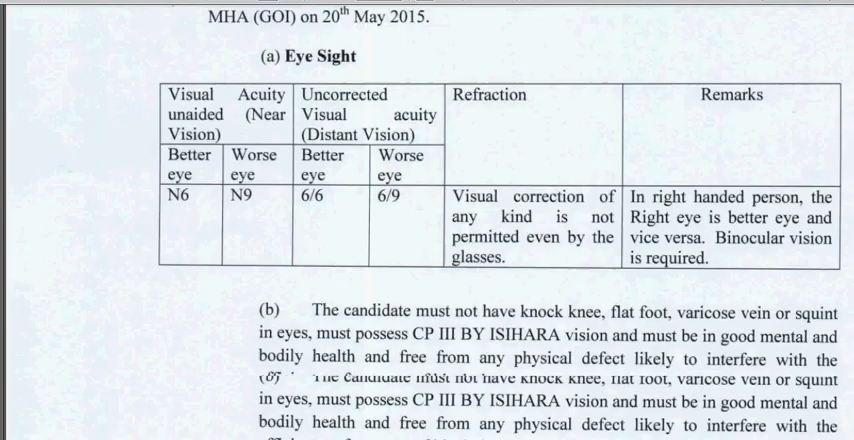 MHA (GOI) on 20th May 2015.
(a) Eye Sight
Visual Acuity unaided (Near Vision) Uncorrected Visual acuity (Distant Vision) Refraction Remarks
Better eye Worse eye Better eye Worse eye
N6 N9 6/6 6/9 Visual correction of any kind is not permitted even by the glasses. In right handed person, the Right eye is better eye and vice versa. Binocular vision is required.
(b) The candidate must not have knock knee, flat foot, varicose vein or squint
in eyes, must possess CP III BY ISIHARA vision and must be in good mental and
bodily health and free from any physical defect likely to interfere with the
The Candidate must not have knock knee, flat foot, varicose vein or squint
in eyes, must possess CP III BY ISIHARA vision and must be in good mental and
bodily health and free from any physical defect likely to interfere with the